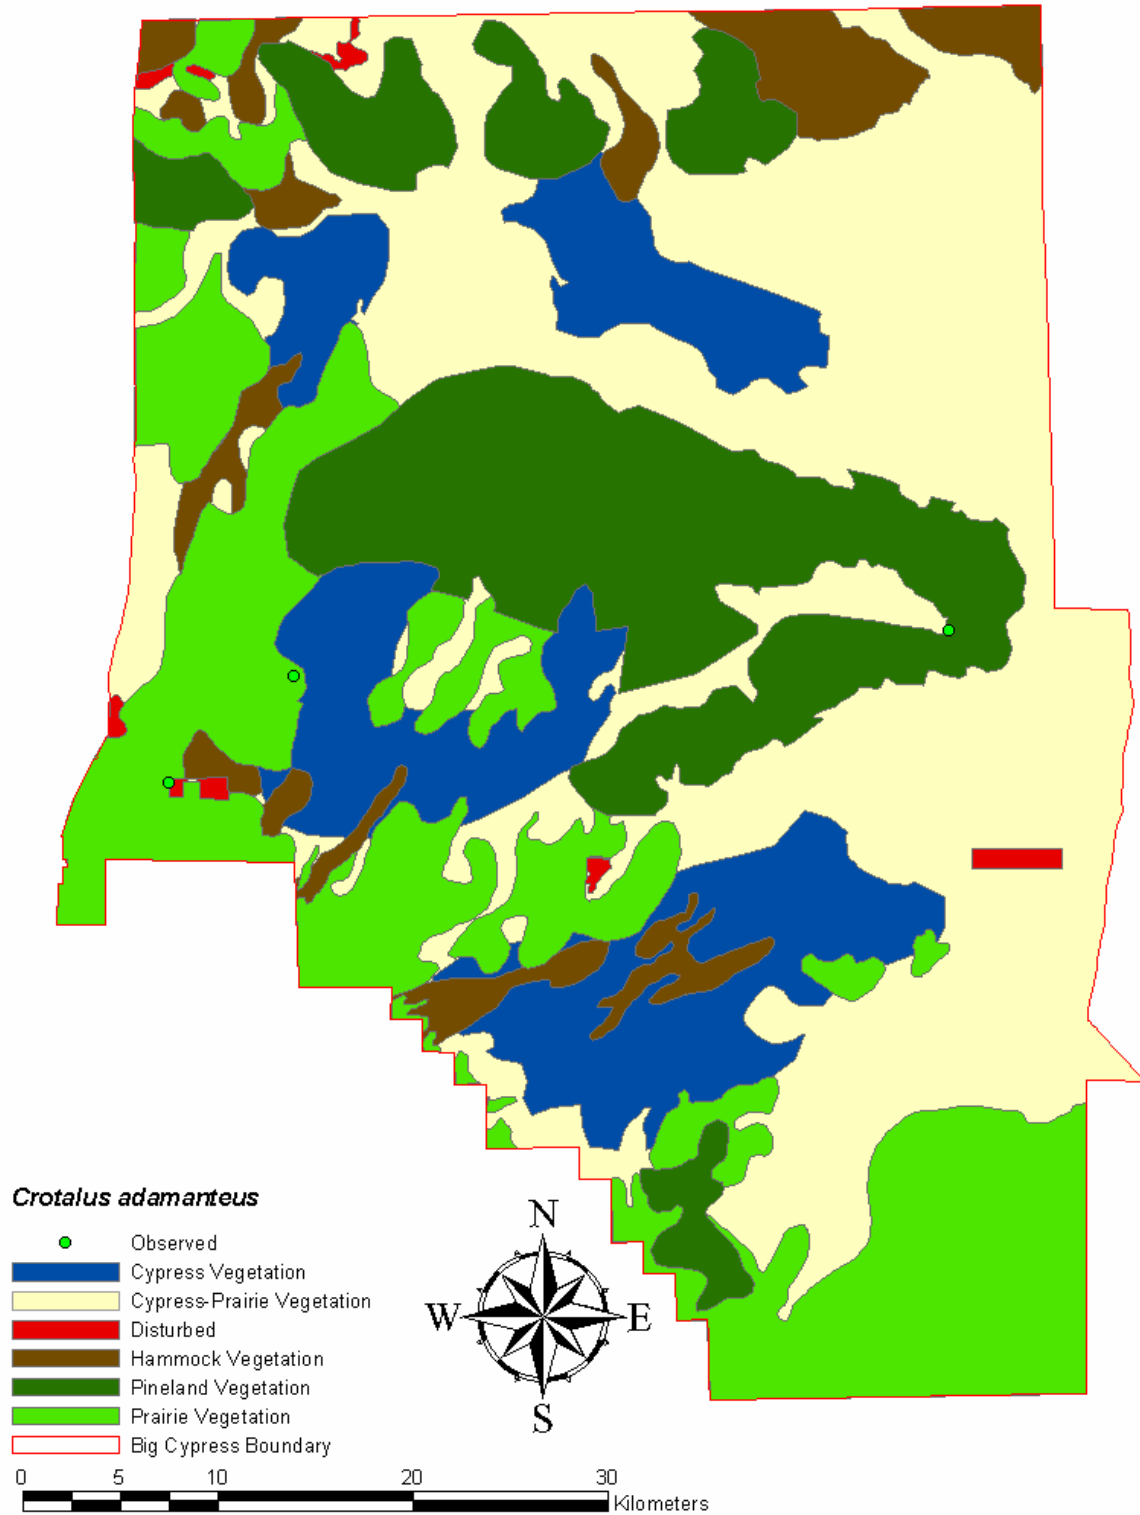 Crotalus adamanteus
Observed
Cypress Vegetation
Cypress-Prairie Vegetation
Disturbed
Hammock Vegetation
Pineland Vegetation
Prairie Vegetation
Big Cypress Boundary
N
W E
S
0 5 10 20 30
Kilometers